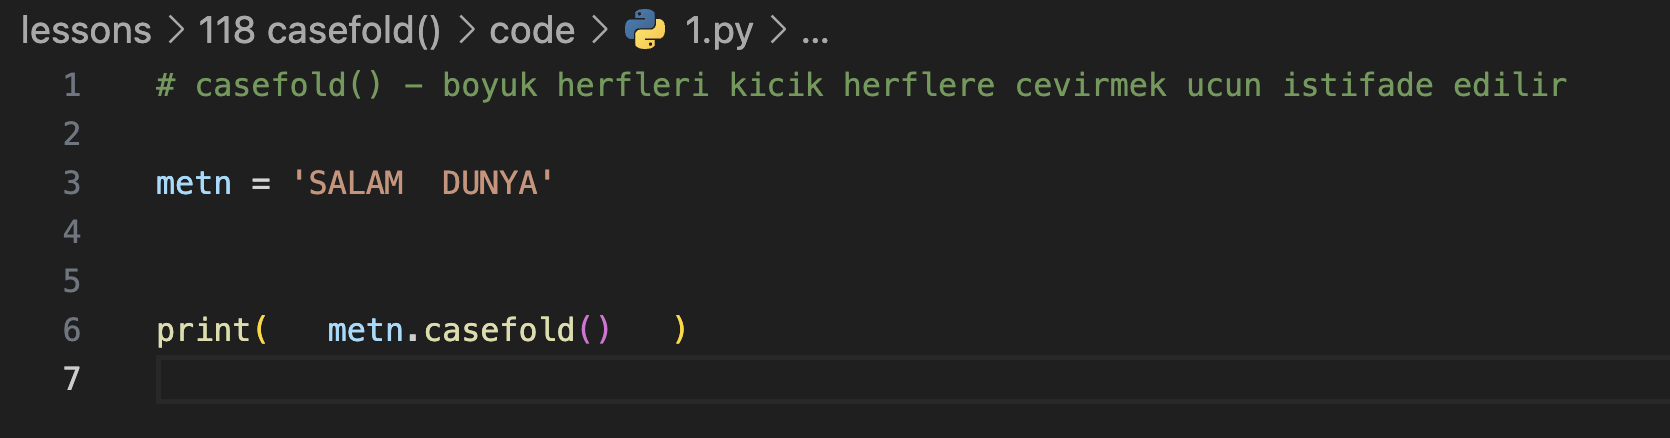 lessons > 118 casefold() > code > 1.py > ...
1 # casefold() – boyuk herfleri kicik herflere cevirmek ucun istifade edilir
2
3 metn = 'SALAM  DUNYA'
4
5
6 print(   metn.casefold()   )
7